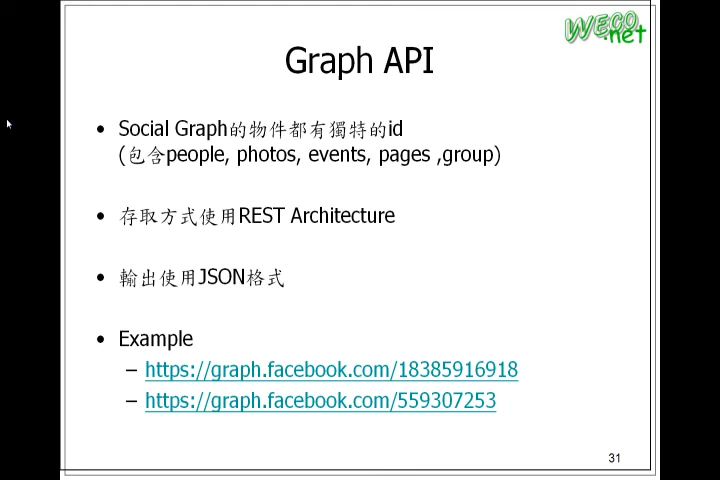 WECO.net
Graph API
• Social Graph的物件都有獨特的id
(包含people, photos, events, pages ,group)
• 存取方式使用REST Architecture
• 輸出使用JSON格式
• Example
– https://graph.facebook.com/18385916918
– https://graph.facebook.com/559307253
31